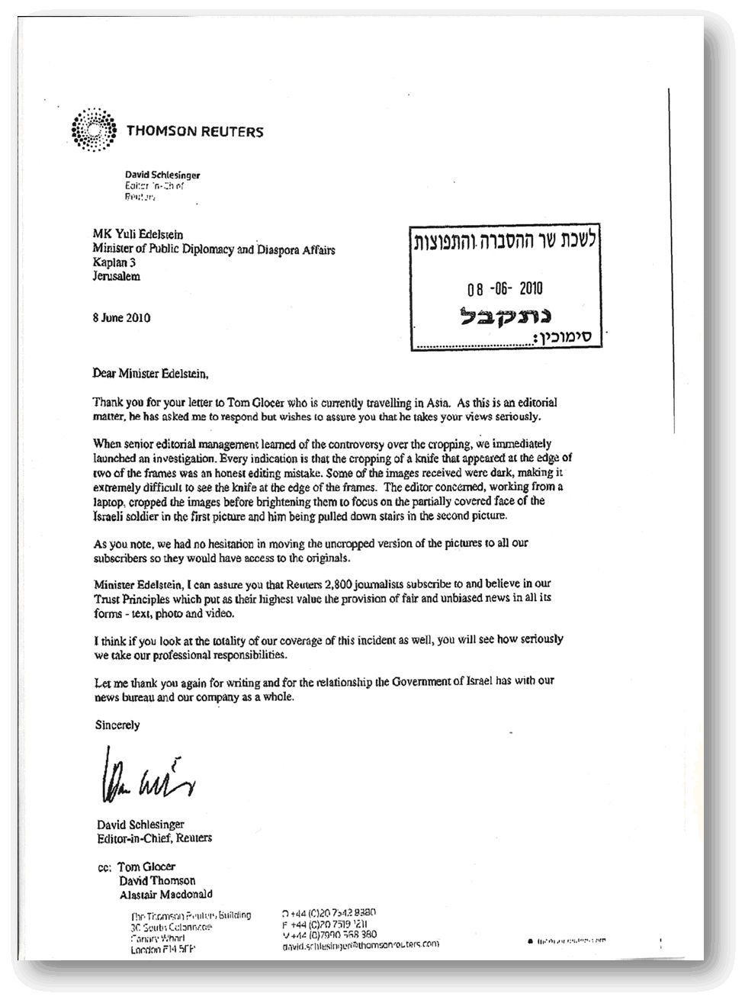 THOMSON REUTERS
David Schlesinger
Editor-in-Chief
Reuters
MK Yuli Edelstein
Minister of Public Diplomacy and Diaspora Affairs
Kaplan 3
Jerusalem
לשכת שר ההסברה והתפוצות
08 -06- 2010
נתקבל
סימוכין:
8 June 2010
Dear Minister Edelstein,
Thank you for your letter to Tom Glocer who is currently travelling in Asia. As this is an editorial
matter, he has asked me to respond but wishes to assure you that he takes your views seriously.
When senior editorial management learned of the controversy over the cropping, we immediately
launched an investigation. Every indication is that the cropping of a knife that appeared at the edge of
two of the frames was an honest editing mistake. Some of the images received were dark, making it
extremely difficult to see the knife at the edge of the frames. The editor concerned, working from a
laptop, cropped the images before brightening them to focus on the partially covered face of the
Israeli soldier in the first picture and him being pulled down stairs in the second picture.
As you note, we had no hesitation in moving the uncropped version of the pictures to all our
subscribers so they would have access to the originals.
Minister Edelstein, I can assure you that Reuters 2,800 journalists subscribe to and believe in our
Trust Principles which put as their highest value the provision of fair and unbiased news in all its
forms - text, photo and video.
I think if you look at the totality of our coverage of this incident as well, you will see how seriously
we take our professional responsibilities.
Let me thank you again for writing and for the relationship the Government of Israel has with our
news bureau and our company as a whole.
Sincerely
David Schlesinger
Editor-in-Chief, Reuters
cc: Tom Glocer
David Thomson
Alastair Macdonald
The Thomson Reuters Building
30 South Colonnade
Canary Wharf
London E14 5EP
O +44 (0)20 7542 8380
F +44 (0)20 7519 1211
M +44 (0)7990 568 380
david.schlesinger@thomsonreuters.com